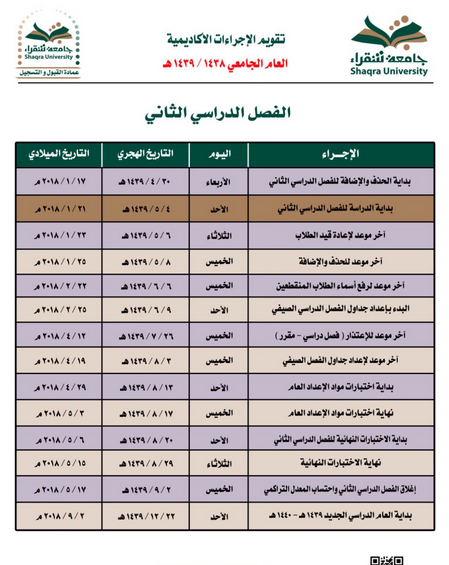 تقويم الإجراءات الأكاديمية
العام الجامعي ١٤٣٨ / ١٤٣٩ هـ
جامعة شقراء
Shaqra University
جامعة شقراء
Shaqra University
عمادة القبول و التسجيل
الفصل الدراسي الثاني
الإجـراء اليـوم التاريخ الهجري التاريخ الميلادي
بداية الحذف والإضافة للفصل الدراسي الثاني الأربعاء ٣٠ / ٤ / ١٤٣٩ هـ ١٧ / ١ / ٢٠١٨ م
بداية الدراسة للفصل الدراسي الثاني الأحد ٤ / ٥ / ١٤٣٩ هـ ٢١ / ١ / ٢٠١٨ م
أخر موعد لإعادة قيد الطلاب الثلاثاء ٦ / ٥ / ١٤٣٩ هـ ٢٣ / ١ / ٢٠١٨ م
أخر موعد للحذف والإضافة الخميس ٨ / ٥ / ١٤٣٩ هـ ٢٥ / ١ / ٢٠١٨ م
أخر موعد لرفع أسماء الطلاب المنقطعين الخميس ٦ / ٦ / ١٤٣٩ هـ ٢٢ / ٢ / ٢٠١٨ م
البدء بإعداد جداول الفصل الدراسي الصيفي الأحد ٩ / ٦ / ١٤٣٩ هـ ٢٥ / ٢ / ٢٠١٨ م
أخر موعد للإعتذار ( فصل دراسي - مقرر ) الخميس ٢٦ / ٧ / ١٤٣٩ هـ ١٢ / ٤ / ٢٠١٨ م
أخر موعد لإعداد جداول الفصل الصيفي الخميس ٣ / ٨ / ١٤٣٩ هـ ١٩ / ٤ / ٢٠١٨ م
بداية اختبارات مواد الإعداد العام الأحد ١٣ / ٨ / ١٤٣٩ هـ ٢٩ / ٤ / ٢٠١٨ م
نهاية اختبارات مواد الإعداد العام الخميس ١٧ / ٨ / ١٤٣٩ هـ ٣ / ٥ / ٢٠١٨ م
بداية الاختبارات النهائية للفصل الدراسي الثاني الأحد ٢٠ / ٨ / ١٤٣٩ هـ ٦ / ٥ / ٢٠١٨ م
نهاية الاختبارات النهائية الثلاثاء ٢٩ / ٨ / ١٤٣٩ هـ ١٥ / ٥ / ٢٠١٨ م
إغلاق الفصل الدراسي الثاني واحتساب المعدل التراكمي الخميس ٢ / ٩ / ١٤٣٩ هـ ١٧ / ٥ / ٢٠١٨ م
بداية العام الدراسي الجديد ١٤٣٩ هـ - ١٤٤٠ هـ الأحد ٢٢ / ١٢ / ١٤٣٩ هـ ٢ / ٩ / ٢٠١٨ م